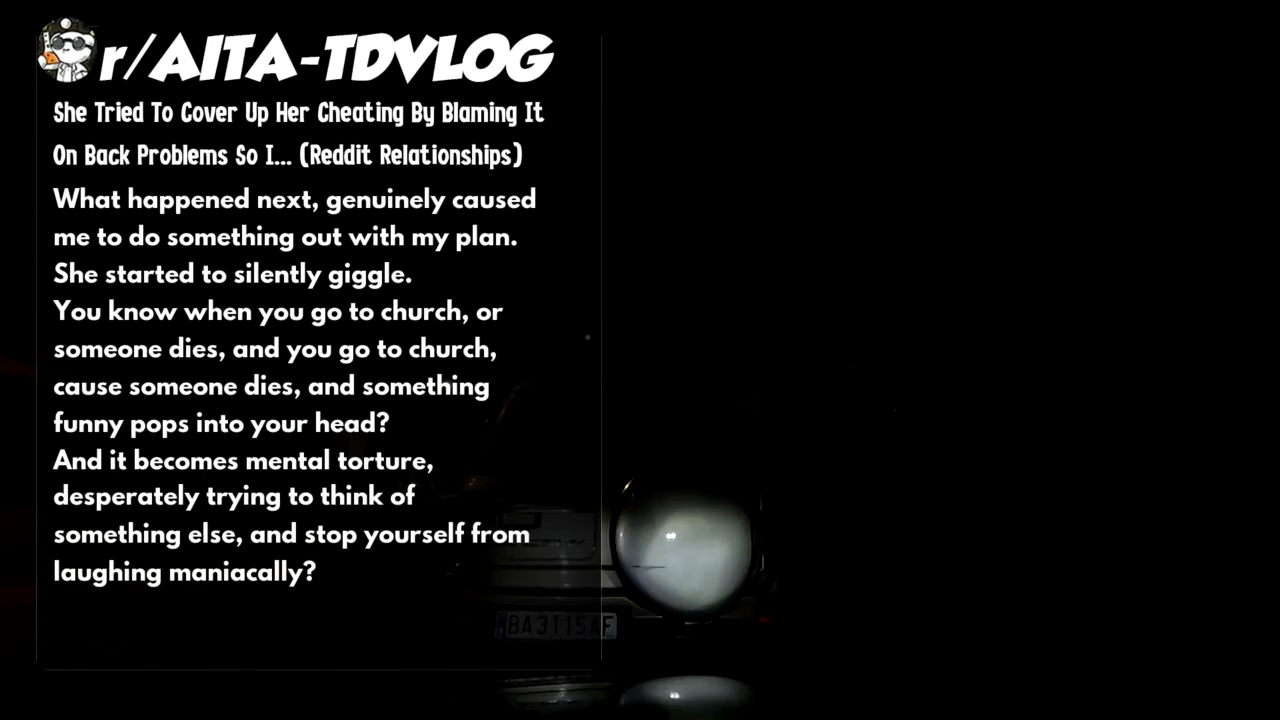 r/AITA-TDVLOG
She Tried To Cover Up Her Cheating By Blaming It
On Back Problems So I... (Reddit Relationships)
What happened next, genuinely caused
me to do something out with my plan.
She started to silently giggle.
You know when you go to church, or
someone dies, and you go to church,
cause someone dies, and something
funny pops into your head?
And it becomes mental torture,
desperately trying to think of
something else, and stop yourself from
laughing maniacally?
BA3115AF